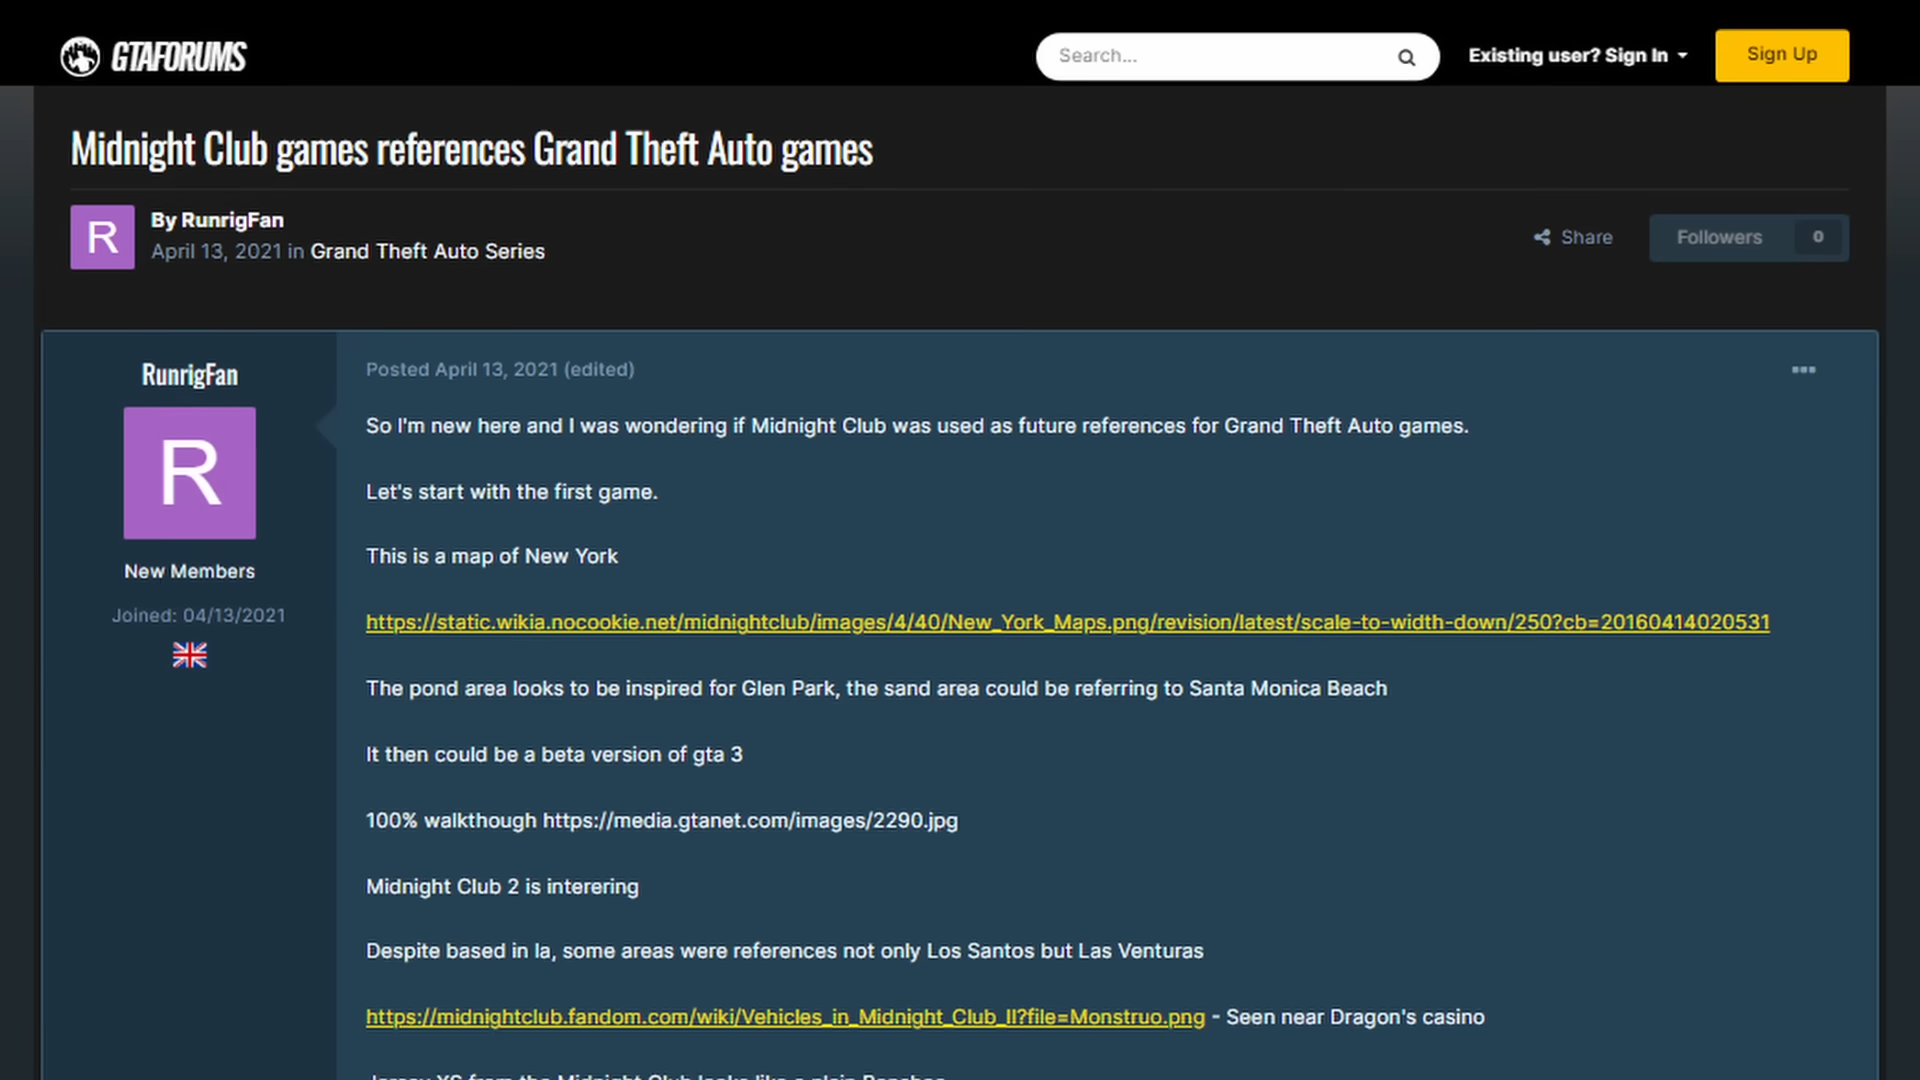 GTAFORUMS
Search...
Existing user? Sign In
Sign Up
Midnight Club games references Grand Theft Auto games
R
By RunrigFan
April 13, 2021 in Grand Theft Auto Series
Share
Followers 0
RunrigFan
R
New Members
Joined: 04/13/2021
Posted April 13, 2021 (edited)
So I'm new here and I was wondering if Midnight Club was used as future references for Grand Theft Auto games.
Let's start with the first game.
This is a map of New York
https://static.wikia.nocookie.net/midnightclub/images/4/40/New_York_Maps.png/revision/latest/scale-to-width-down/250?cb=20160414020531
The pond area looks to be inspired for Glen Park, the sand area could be referring to Santa Monica Beach
It then could be a beta version of gta 3
100% walkthough https://media.gtanet.com/images/2290.jpg
Midnight Club 2 is interering
Despite based in la, some areas were references not only Los Santos but Las Venturas
https://midnightclub.fandom.com/wiki/Vehicles_in_Midnight_Club_II?file=Monstruo.png - Seen near Dragon's casino